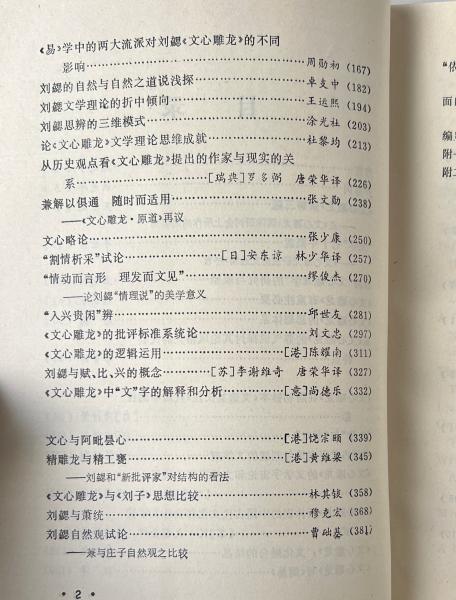 《易》学中的两大流派对刘勰《文心雕龙》的不同
影响……周勋初(167)
刘勰的自然与自然之道说浅探……卓支中(182)
刘勰文学理论的折中倾向……王运熙(194)
刘勰思辨的三维模式……涂光社(203)
论《文心雕龙》文学理论思维成就……杜黎均(213)
从历史观点看《文心雕龙》提出的作家与现实的关
系……[瑞典]罗多弼 唐荣华译(226)
兼解以俱通 随时而适用……张文勋(238)
——《文心雕龙·原道》再议
文心略论……张少康(250)
“割情析采”试论……[日]安东谅 林少华译(257)
“情动而言形 理发而文见”……缪俊杰(270)
——论刘勰“情理说”的美学意义
“入兴贵闲”辨……邱世友(281)
《文心雕龙》的批评标准系统论……刘文忠(297)
《文心雕龙》的逻辑运用……[港]陈耀南(311)
刘勰与赋、比、兴的概念……[苏]李谢维奇 唐荣华译(327)
《文心雕龙》中“文”字的解释和分析……[意]尚德乐(332)
文心与阿毗昙心……[港]饶宗颐(339)
精雕龙与精工瓮……[港]黄维梁(345)
——刘勰和“新批评家”对结构的看法
《文心雕龙》与《刘子》思想比较……林其锬(358)
刘勰与萧统……穆克宏(368)
刘勰自然观试论……曹础基(381)
——兼与庄子自然观之比较
· 2 ·
“依
面
编
附一
附二